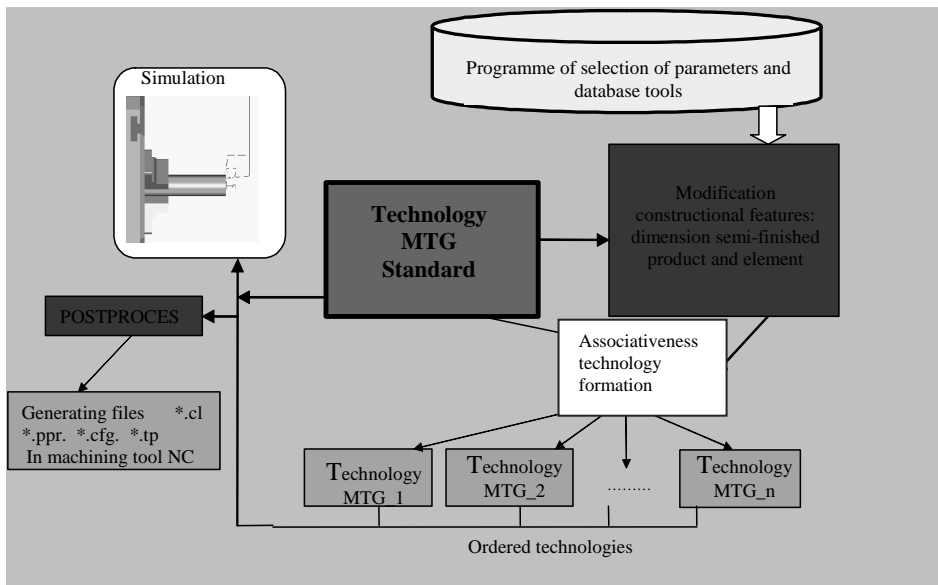 Simulation
Programme of selection of parameters and
database tools
Technology
MTG
Standard
Modification
constructional features:
dimension semi-finished
product and element
POSTPROCES
Associativeness
technology
formation
Generating files *.cl
*.ppr. *.cfg. *.tp
In machining tool NC
Technology
MTG_1
Technology
MTG_2
.........
Technology
MTG_n
Ordered technologies